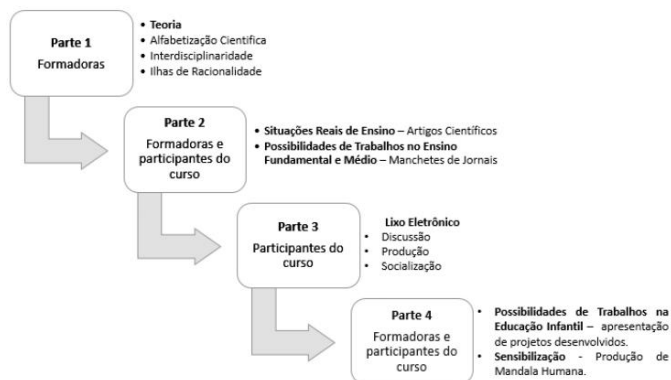 Parte 1
Formadoras
• Teoria
• Alfabetização Cientifica
• Interdisciplinaridade
• Ilhas de Racionalidade
Parte 2
Formadoras e
participantes do
curso
• Situações Reais de Ensino – Artigos Científicos
• Possibilidades de Trabalhos no Ensino
Fundamental e Médio – Manchetes de Jornais
Parte 3
Participantes do
curso
Lixo Eletrônico
• Discussão
• Produção
• Socialização
Parte 4
Formadoras e
participantes do
curso
• Possibilidades de Trabalhos na
Educação Infantil – apresentação
de projetos desenvolvidos.
• Sensibilização - Produção de
Mandala Humana.